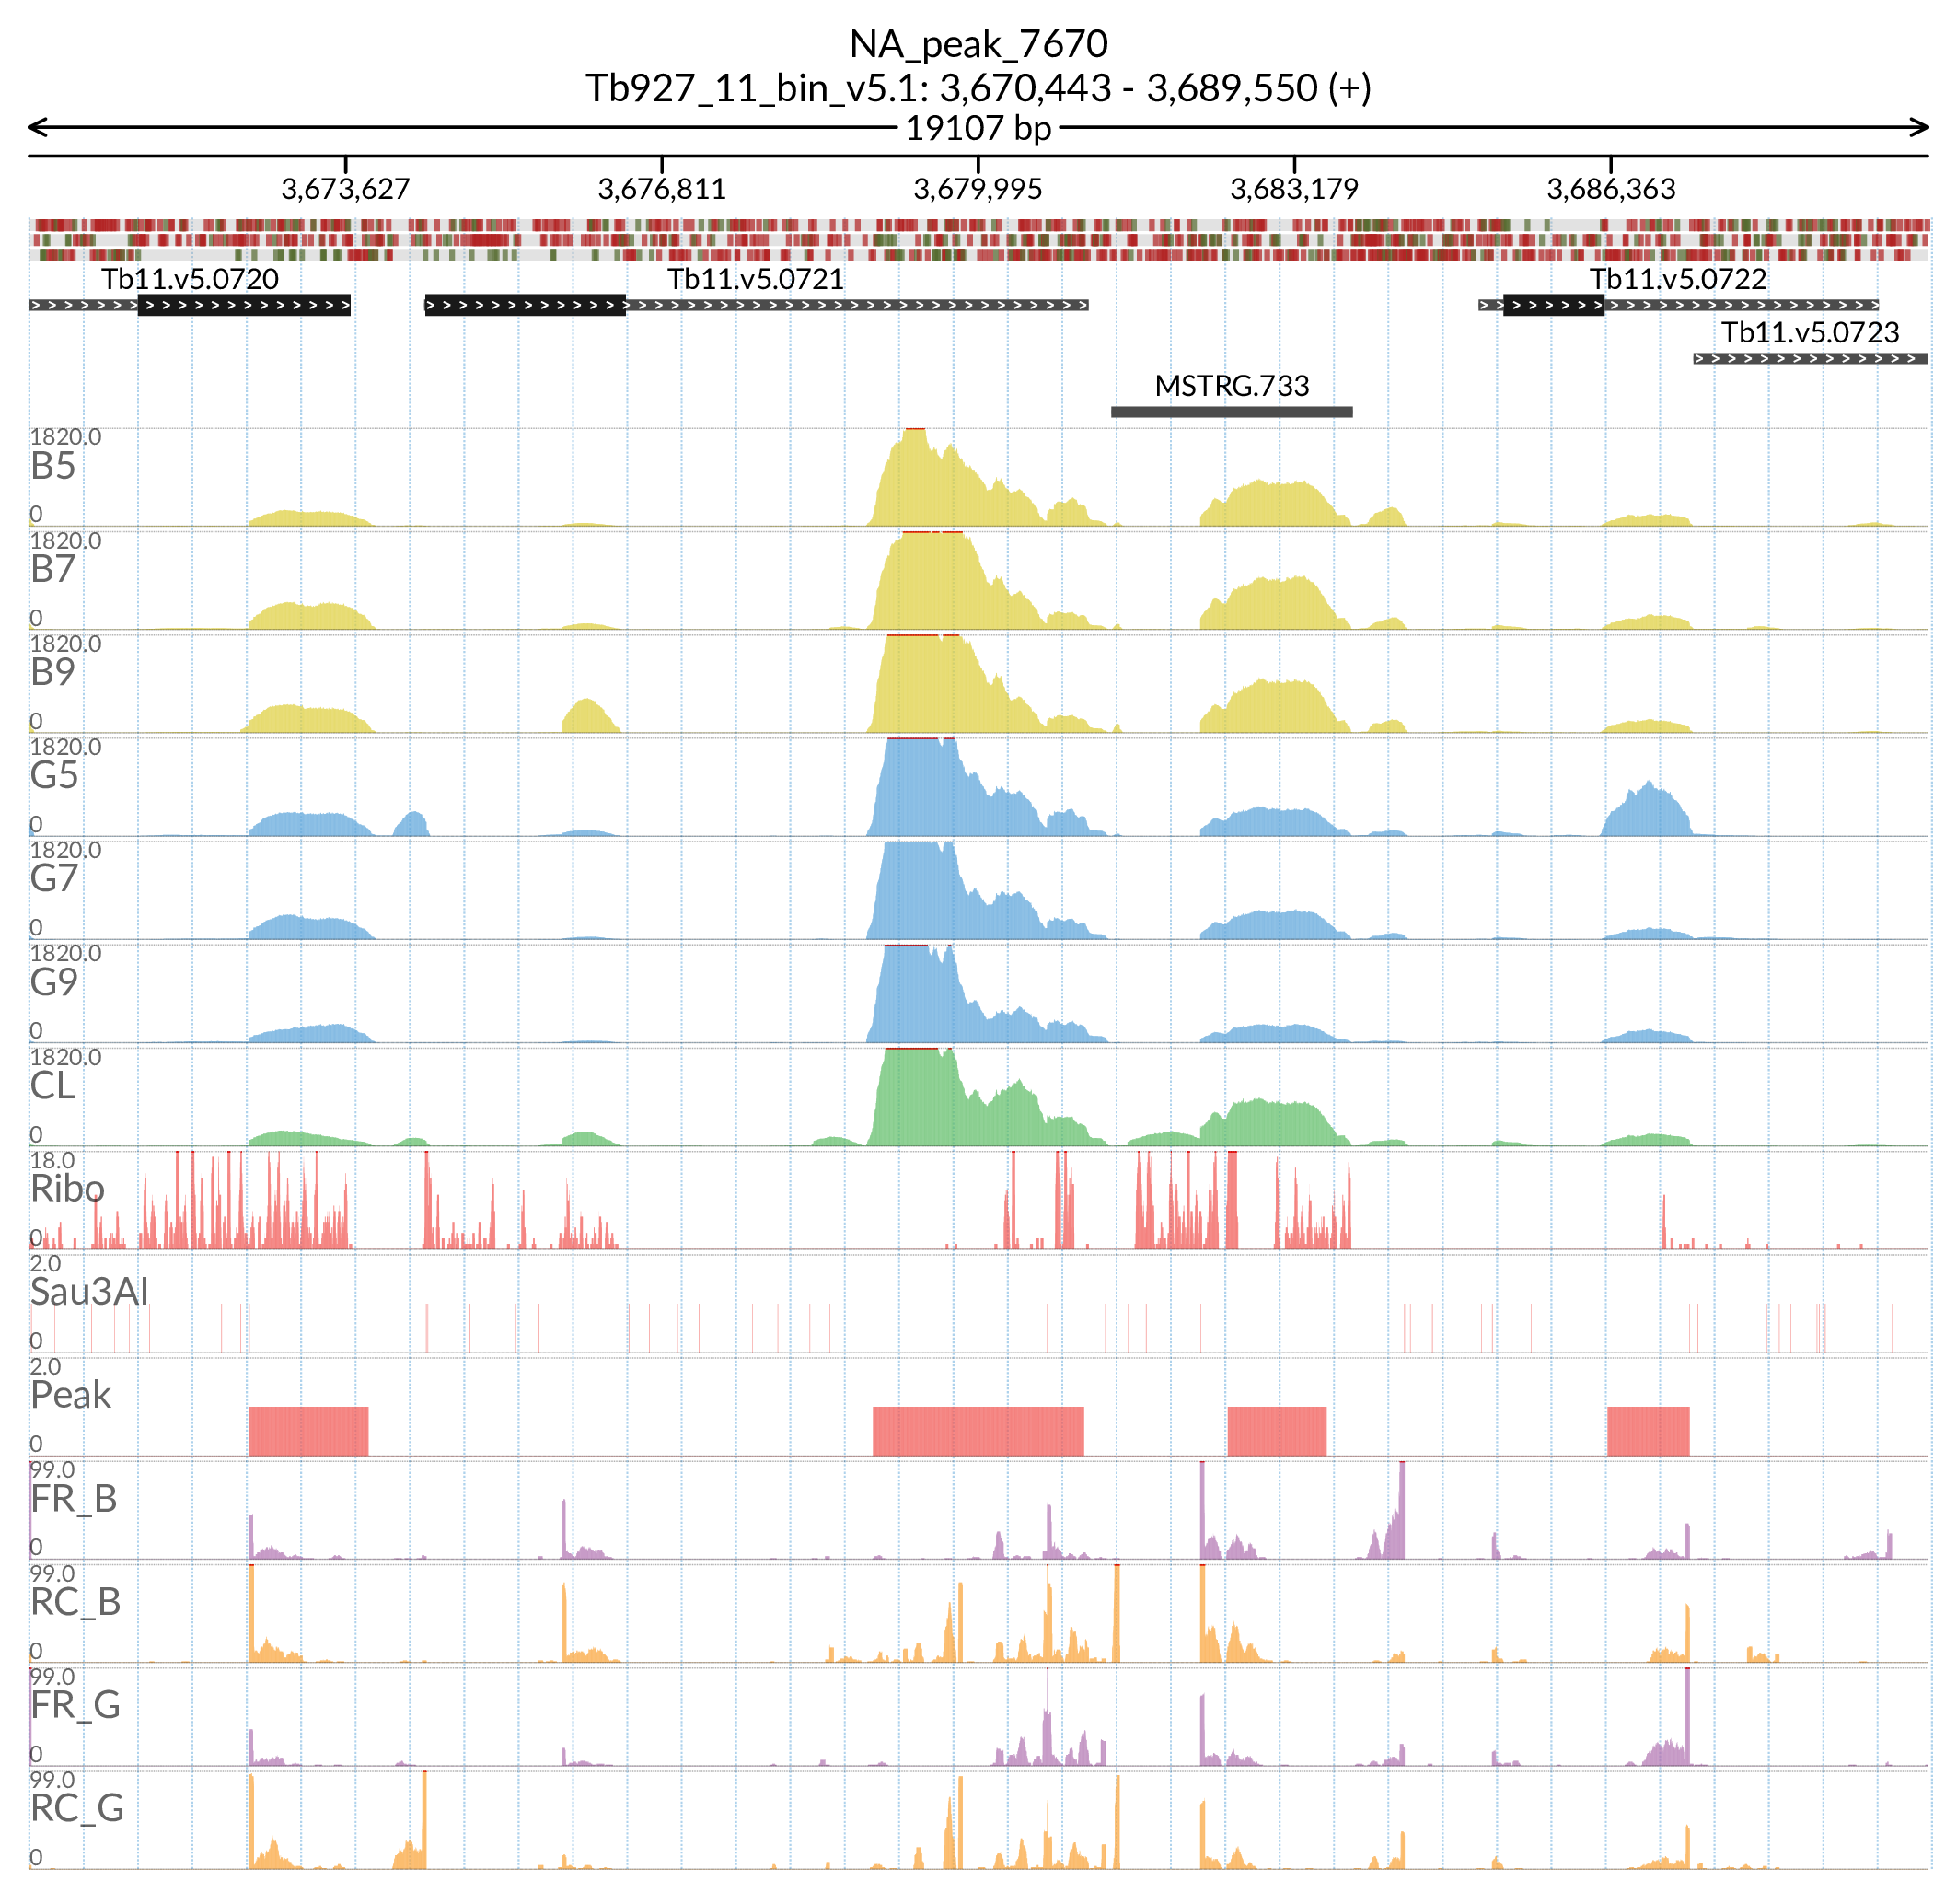 NA_peak_7670
Tb927_11_bin_v5.1: 3,670,443 - 3,689,550 (+)
19107 bp
3,673,627 3,676,811 3,679,995 3,683,179 3,686,363
Tb11.v5.0720 Tb11.v5.0721 Tb11.v5.0722
Tb11.v5.0723
MSTRG.733
1820.0
B5
0
1820.0
B7
0
1820.0
B9
0
1820.0
G5
0
1820.0
G7
0
1820.0
G9
0
1820.0
CL
0
18.0
Ribo
0
2.0
Sau3AI
0
2.0
Peak
0
99.0
FR_B
0
99.0
RC_B
0
99.0
FR_G
0
99.0
RC_G
0